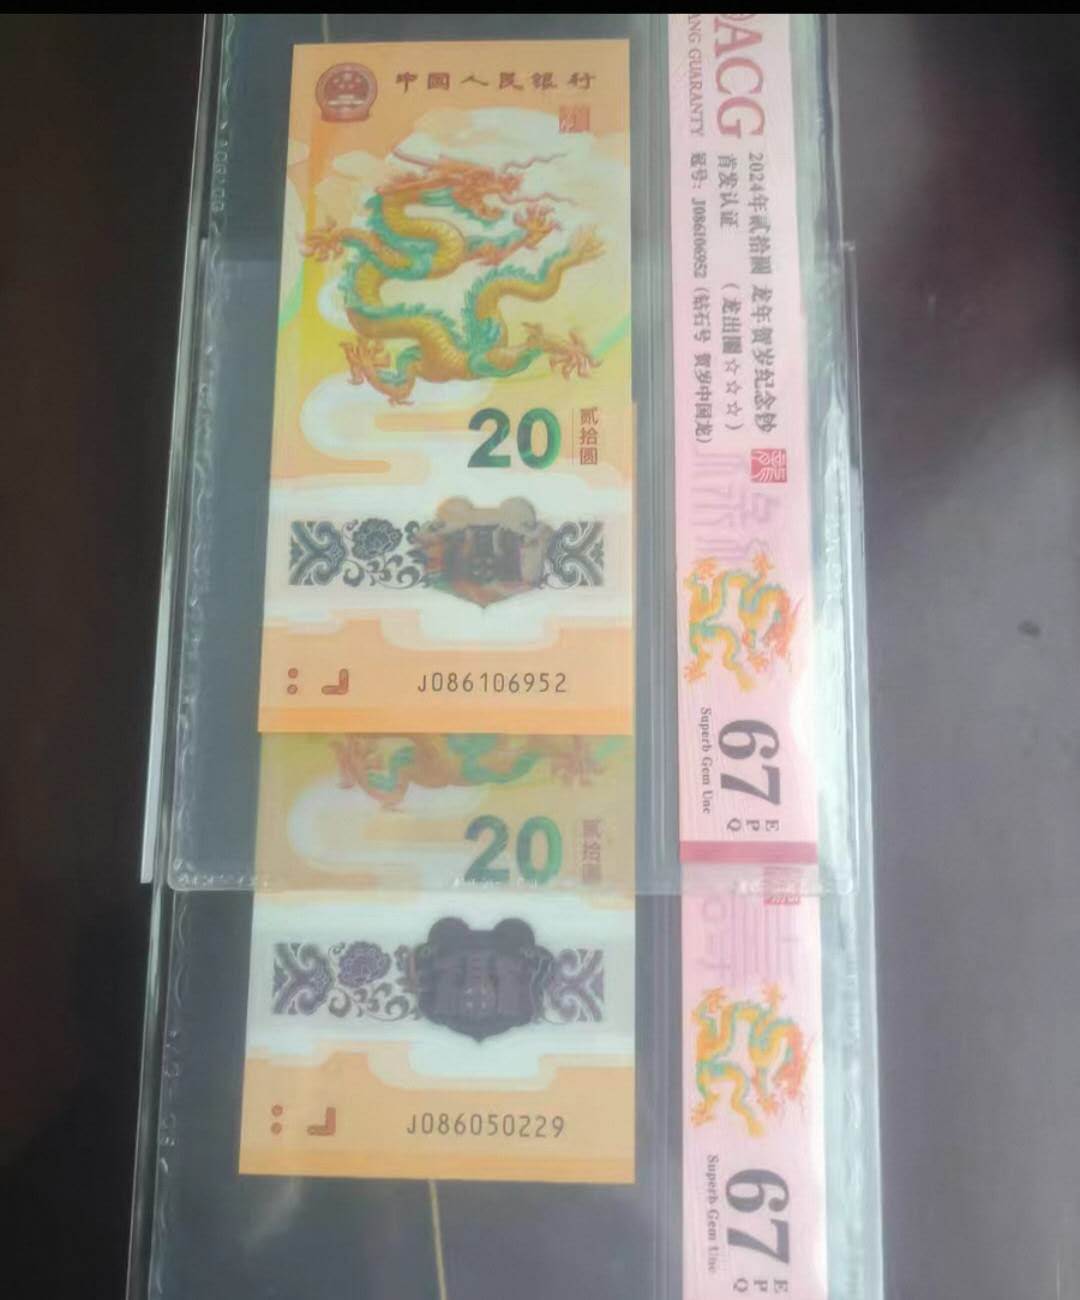 中国人民银行
20
贰拾圆
J086106952
20
J086050229
ACG
ANG GUARANTY
2024年贰拾圆 龙年贺岁纪念钞
首发认证 (龙出圈☆☆☆)
冠号: J086106952 (钻石号 贺岁中国龙)
67
EPQ
Superb Gem Unc
67
EPQ
Superb Gem Unc